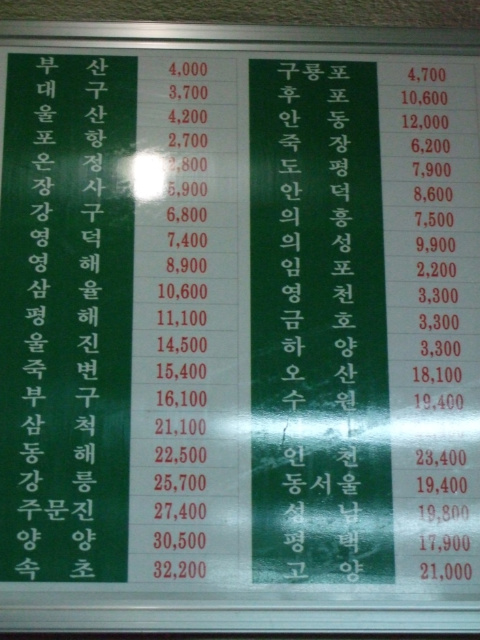 부산 4,000
대구 3,700
울산 4,200
포항 2,700
온정
장사 5,900
강구 6,800
영덕 7,400
영해 8,900
삼율 10,600
평해 11,100
울진 14,500
죽변 15,400
부구 16,100
삼척 21,100
동해 22,500
강릉 25,700
주문진 27,400
양양 30,500
속초 32,200
구룡포 4,700
후포 10,600
안동 12,000
죽장 6,200
도평 7,900
안덕 8,600
의흥 7,500
의성 9,900
임포 2,200
영천 3,300
금호 3,300
하양 3,300
오산 18,100
수원 19,400
인천 23,400
동서울 19,400
성남 19,800
평택 17,900
고양 21,000